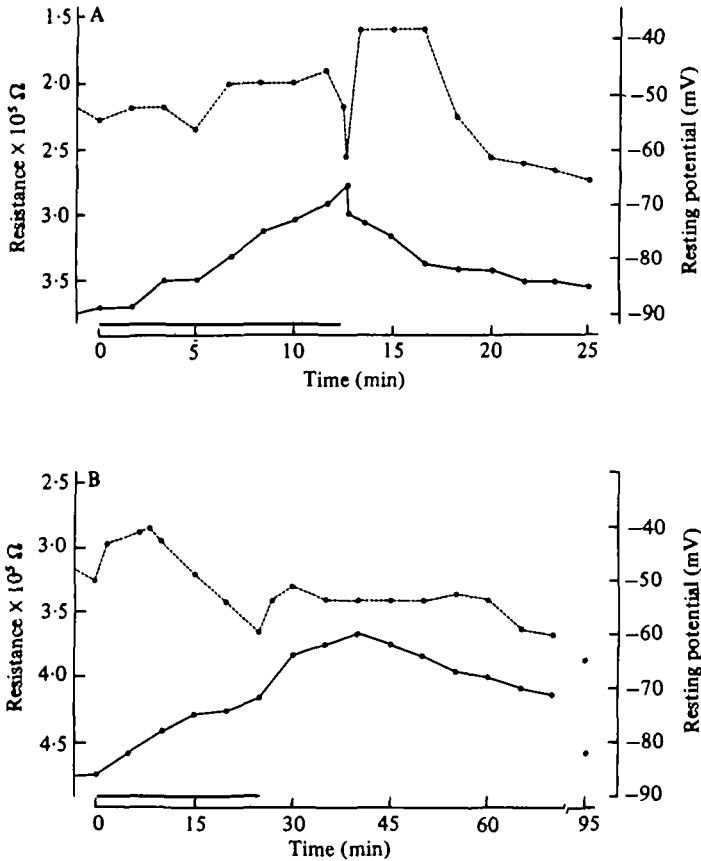 A
1·5
2·0
2·5
3·0
3·5
Resistance × 10⁵ Ω
−40
−50
−60
−70
−80
−90
Resting potential (mV)
0 5 10 15 20 25
Time (min)
B
2·5
3·0
3·5
4·0
4·5
Resistance × 10⁵ Ω
−40
−50
−60
−70
−80
−90
Resting potential (mV)
0 15 30 45 60 95
Time (min)